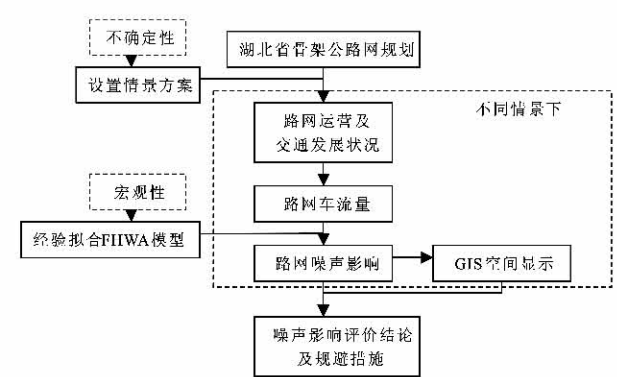 不确定性
湖北省骨架公路网规划
设置情景方案
不同情景下
路网运营及
交通发展状况
宏观性
路网车流量
经验拟合FHWA模型
路网噪声影响
GIS空间显示
噪声影响评价结论
及规避措施